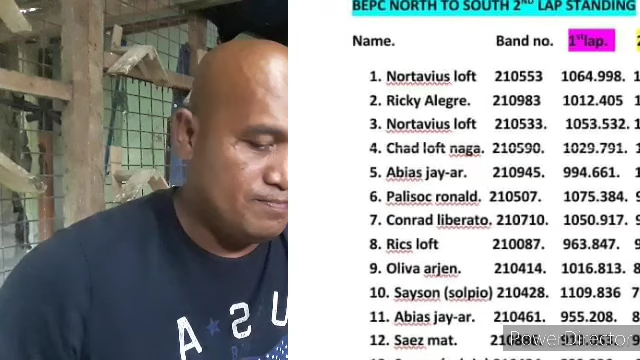 BEPC NORTH TO SOUTH 2ND LAP STANDING
Name. Band no. 1st lap.
1. Nortavius loft 210553 1064.998.
2. Ricky Alegre. 210983 1012.405
3. Nortavius loft 210533. 1053.532.
4. Chad loft naga. 210590. 1029.791.
5. Abias jay-ar. 210945. 994.661.
6. Palisoc ronald. 210507. 1075.384.
7. Conrad liberato. 210710. 1050.917.
8. Rics loft 210087. 963.847.
9. Oliva arjen. 210414. 1016.813.
10. Sayson (solpio) 210428. 1109.836
11. Abias jay-ar. 210461. 955.208.
12. Saez mat.
PowerDirector
USA